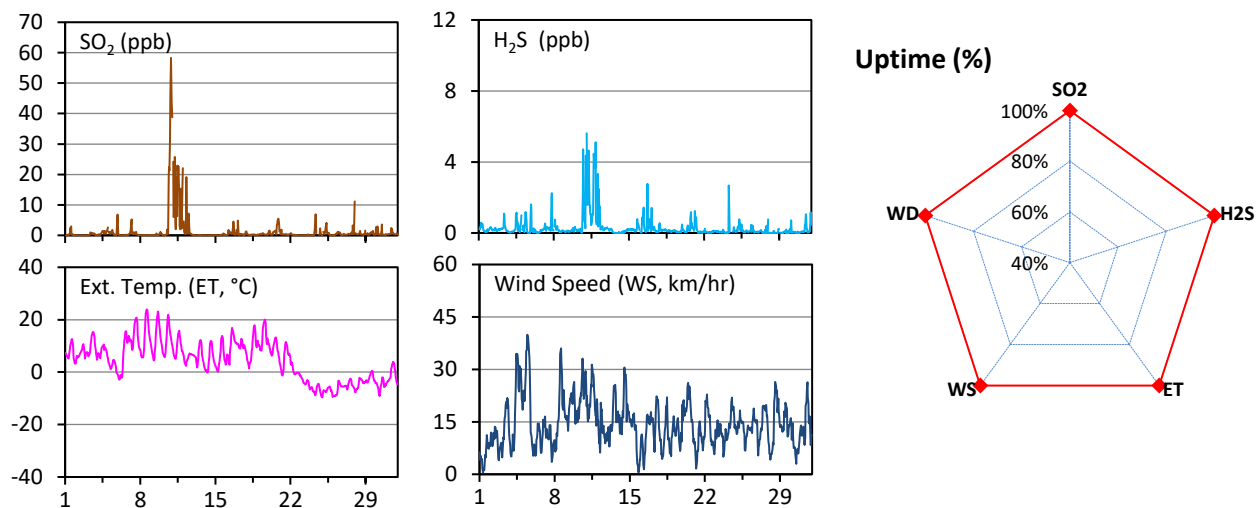 SO₂ (ppb)
70
60
50
40
30
20
10
0
H₂S (ppb)
12
8
4
0
Ext. Temp. (ET, °C)
40
20
0
-20
-40
1 8 15 22 29
Wind Speed (WS, km/hr)
60
45
30
15
0
1 8 15 22 29
Uptime (%)
SO2
100%
80%
60%
40%
WD
H2S
WS
ET